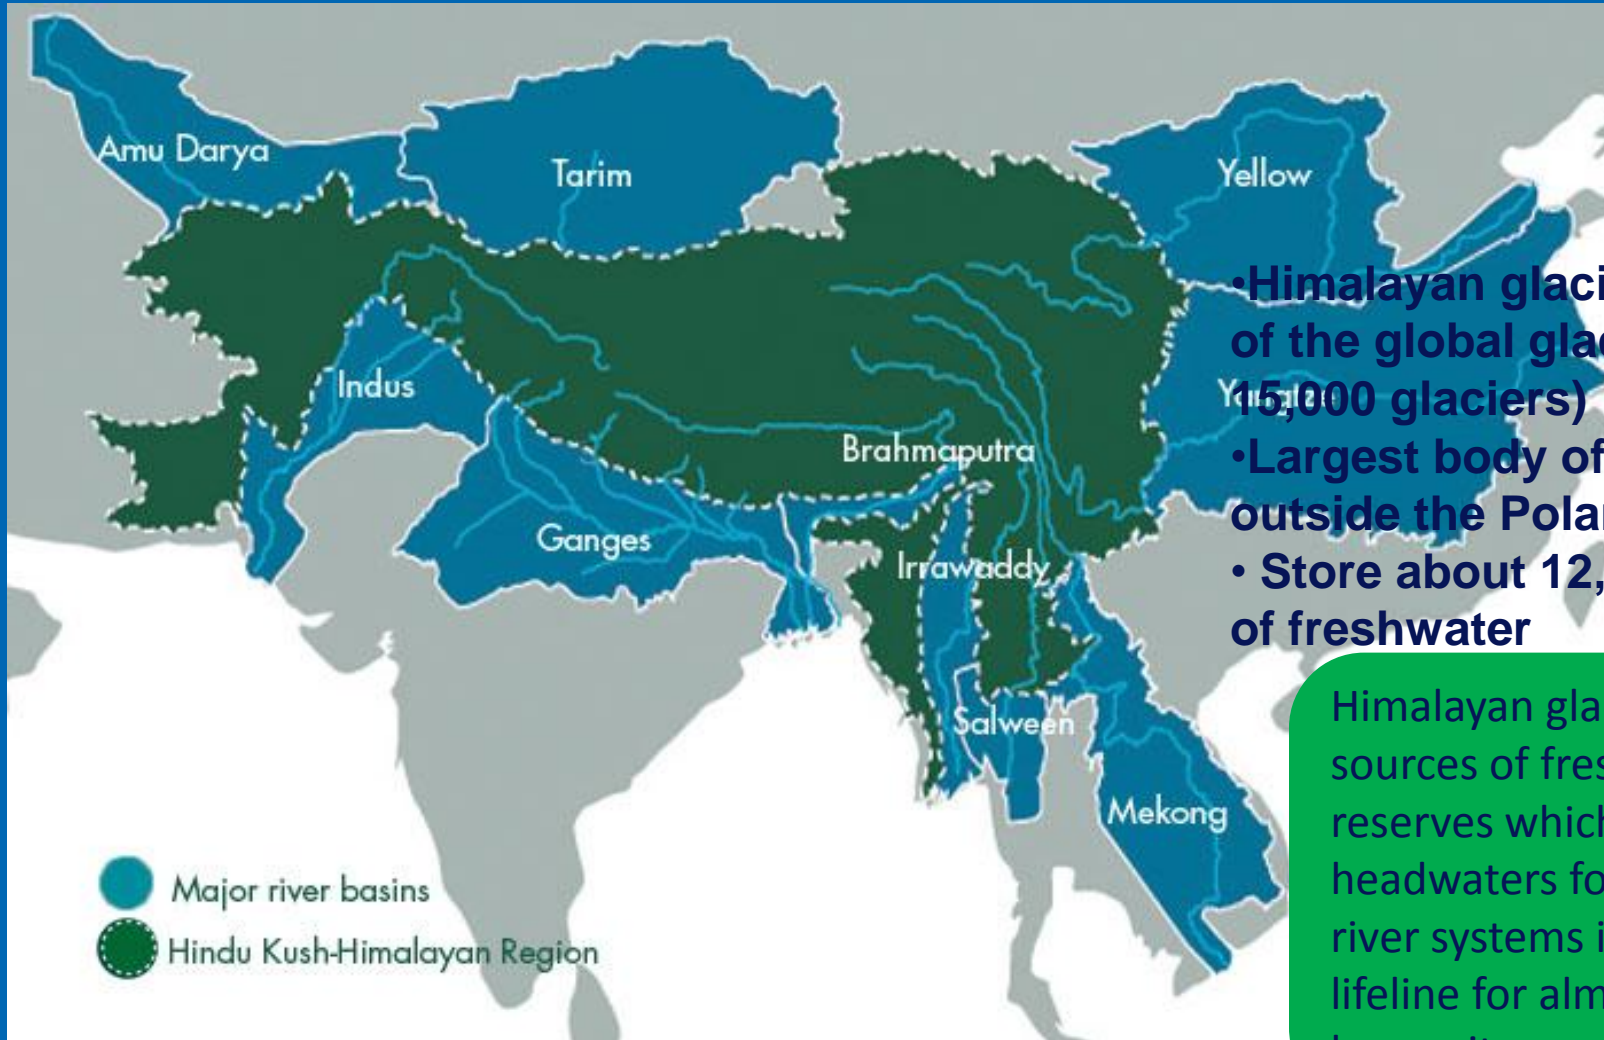 Amu Darya
Tarim
Yellow
Indus
Yangtze
Brahmaputra
Ganges
Irrawaddy
Salween
Mekong
Major river basins
Hindu Kush-Himalayan Region
•Himalayan glaci
of the global glac
15,000 glaciers)
•Largest body of
outside the Polar
• Store about 12,
of freshwater
Himalayan gla
sources of fres
reserves which
headwaters fo
river systems i
lifeline for alm